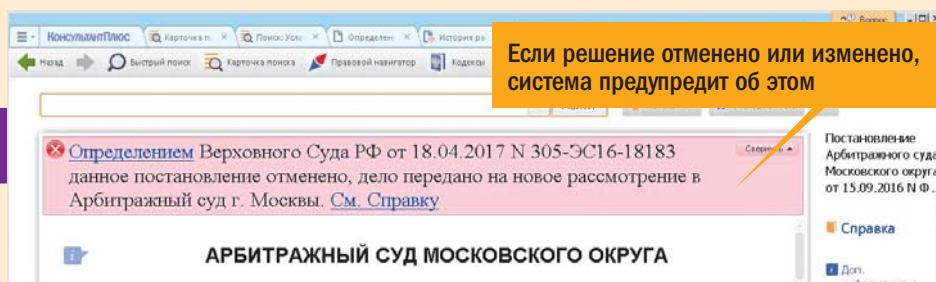 Вопрос
КонсультантПлюс Карточка п Поиск: Усл Определен История ра
Назад Быстрый поиск Карточка поиска Правовой навигатор Кодексы
Если решение отменено или изменено,
система предупредит об этом
Определением Верховного Суда РФ от 18.04.2017 N 305-ЭС16-18183
данное постановление отменено, дело передано на новое рассмотрение в
Арбитражный суд г. Москвы. См. Справку
Свернуть
АРБИТРАЖНЫЙ СУД МОСКОВСКОГО ОКРУГА
Постановление
Арбитражного суда
Московского округа
от 15.09.2016 N Ф...
Справка
Доп.